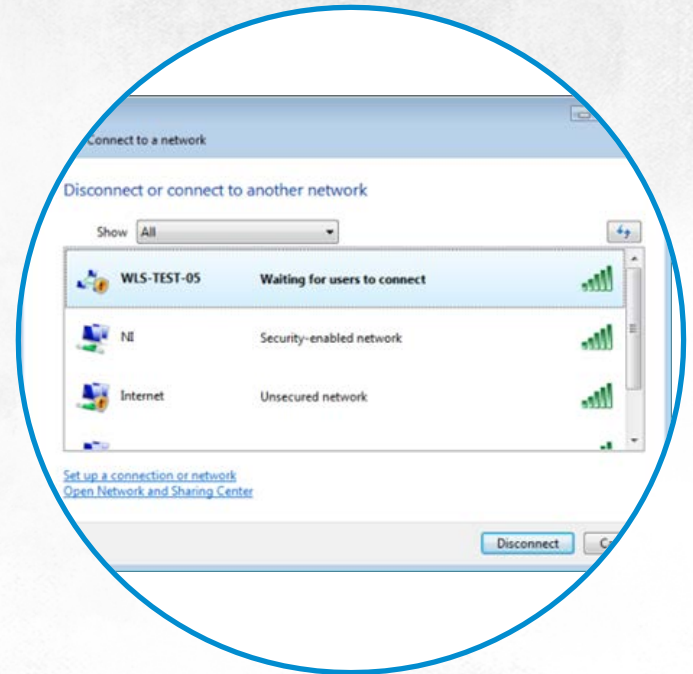 Connect to a network
Disconnect or connect to another network
Show All
WLS-TEST-05 Waiting for users to connect
NI Security-enabled network
Internet Unsecured network
Set up a connection or network
Open Network and Sharing Center
Disconnect